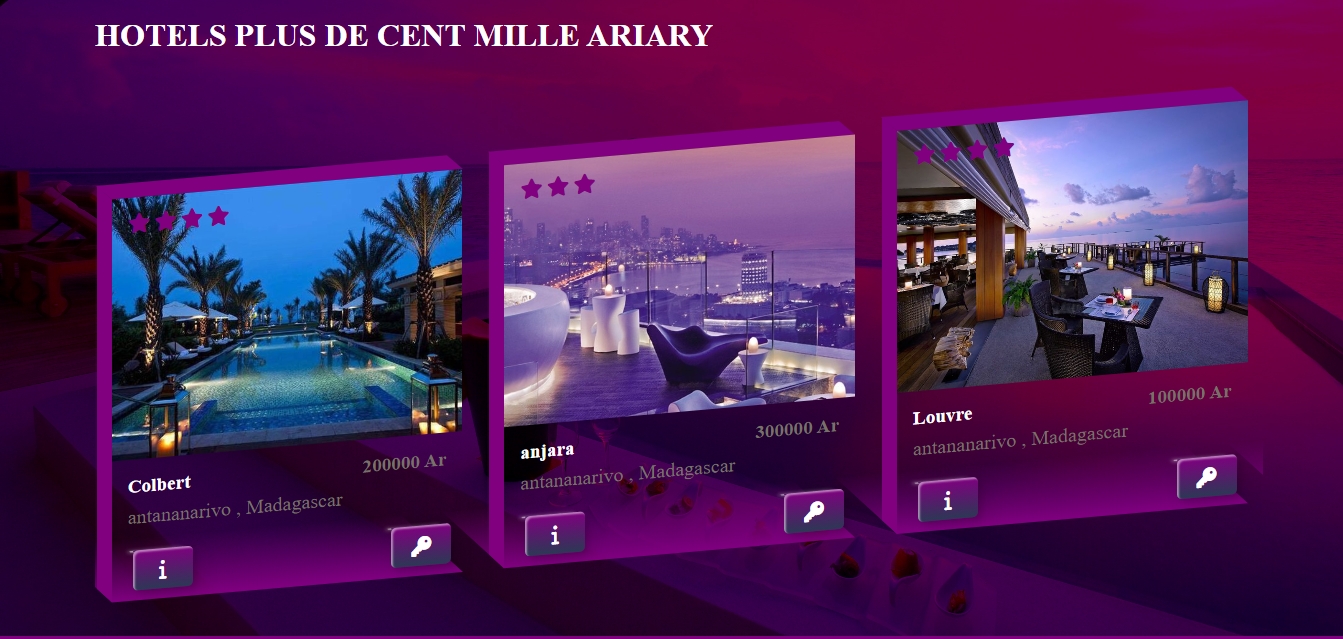 HOTELS PLUS DE CENT MILLE ARIARY
200000 Ar
Colbert
antananarivo , Madagascar
i
300000 Ar
anjara
antananarivo , Madagascar
i
100000 Ar
Louvre
antananarivo , Madagascar
i